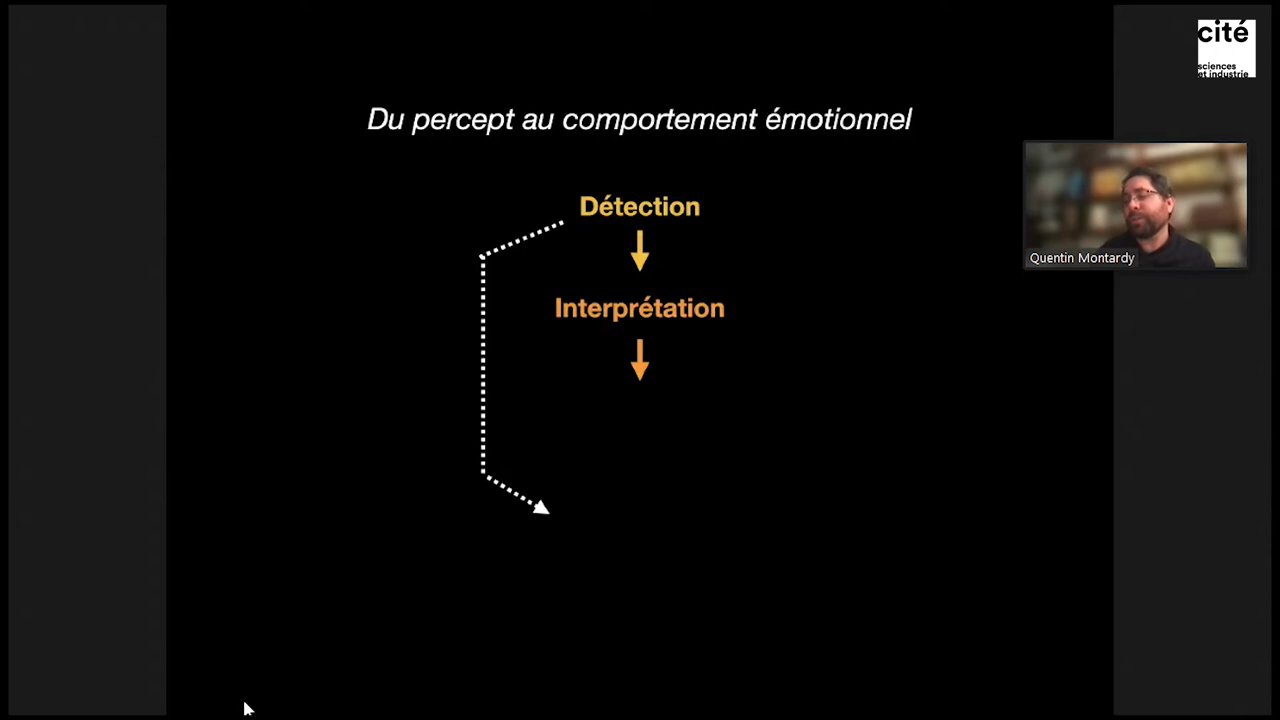 cité
sciences
et industrie
Du percept au comportement émotionnel
Détection
Interprétation
Quentin Montardy